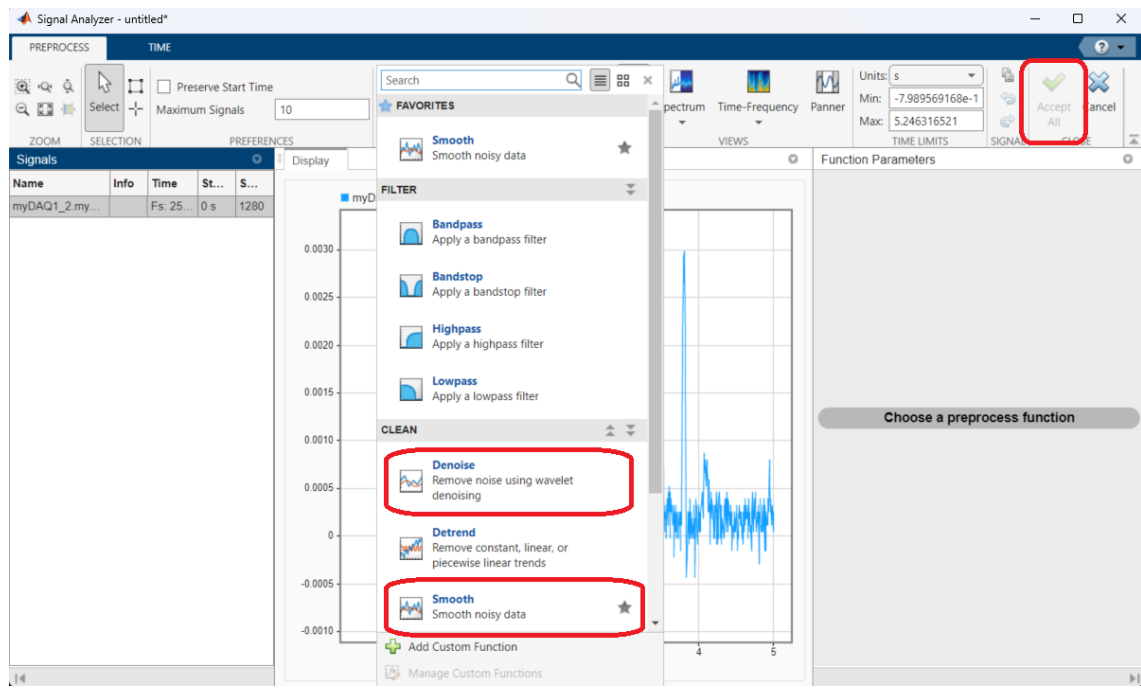 Signal Analyzer - untitled*
PREPROCESS
TIME
Select
Preserve Start Time
Maximum Signals 10
ZOOM
SELECTION
PREFERENCES
Search
FAVORITES
Smooth
Smooth noisy data
FILTER
Bandpass
Apply a bandpass filter
Bandstop
Apply a bandstop filter
Highpass
Apply a highpass filter
Lowpass
Apply a lowpass filter
CLEAN
Denoise
Remove noise using wavelet
denoising
Detrend
Remove constant, linear, or
piecewise linear trends
Smooth
Smooth noisy data
Add Custom Function
Manage Custom Functions
pectrum
Time-Frequency
Panner
VIEWS
Units: s
Min: -7.989569168e-1
Max: 5.246316521
TIME LIMITS
SIGNAL
Accept
All
Cancel
CLOSE
Signals
Name Info Time St... S...
myDAQ1_2.my... Fs: 25... 0 s 1280
Display
myD
0.0030
0.0025
0.0020
0.0015
0.0010
0.0005
0
-0.0005
-0.0010
4
5
Function Parameters
Choose a preprocess function